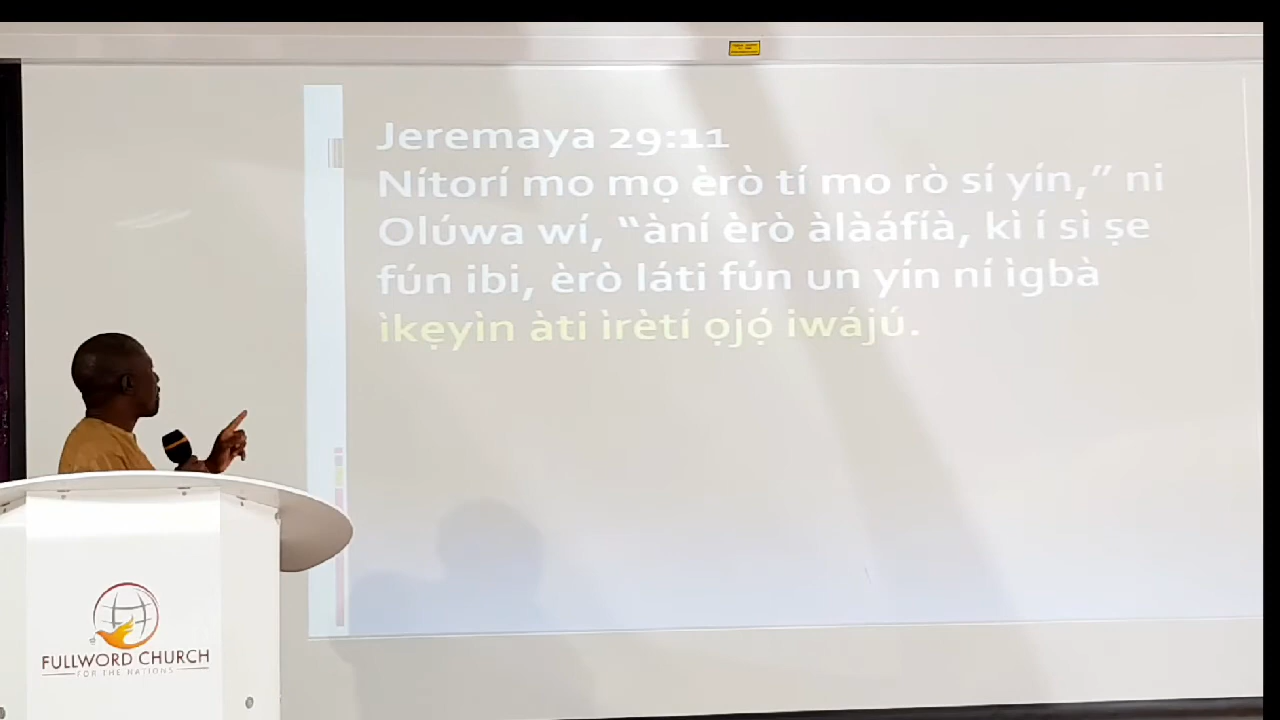 Jeremaya 29:11
Nítorí mo mọ èrò tí mo rò sí yín,” ni
Olúwa wí, “àní èrò àlàáfíà, kì í sì ṣe
fún ibi, èrò láti fún un yín ní ìgbà
ìkẹyìn àti ìrètí ọjọ́ iwájú.
FULLWORD CHURCH
FOR THE NATIONS